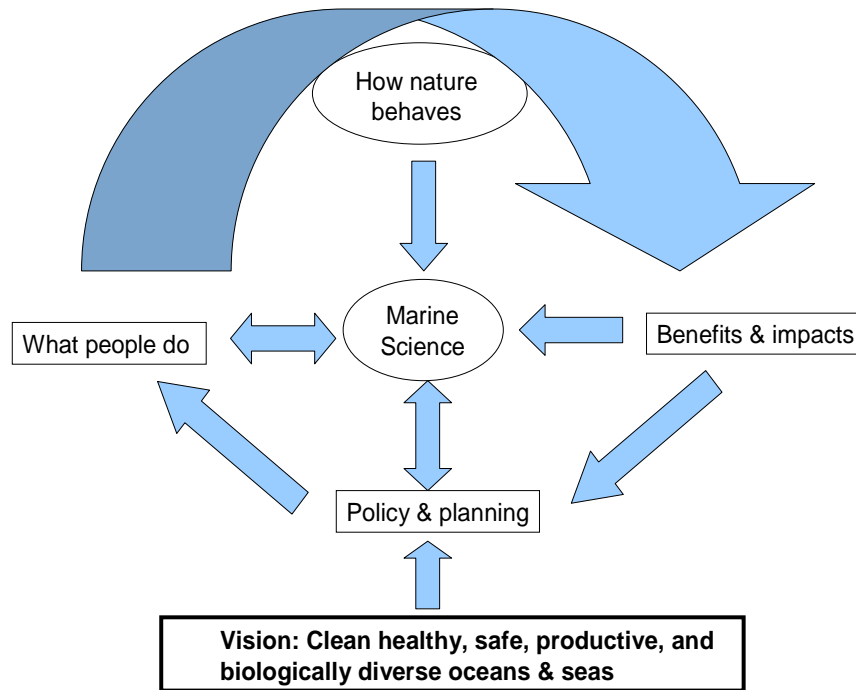 How nature
behaves
Marine
Science
What people do
Benefits & impacts
Policy & planning
Vision: Clean healthy, safe, productive, and
biologically diverse oceans & seas